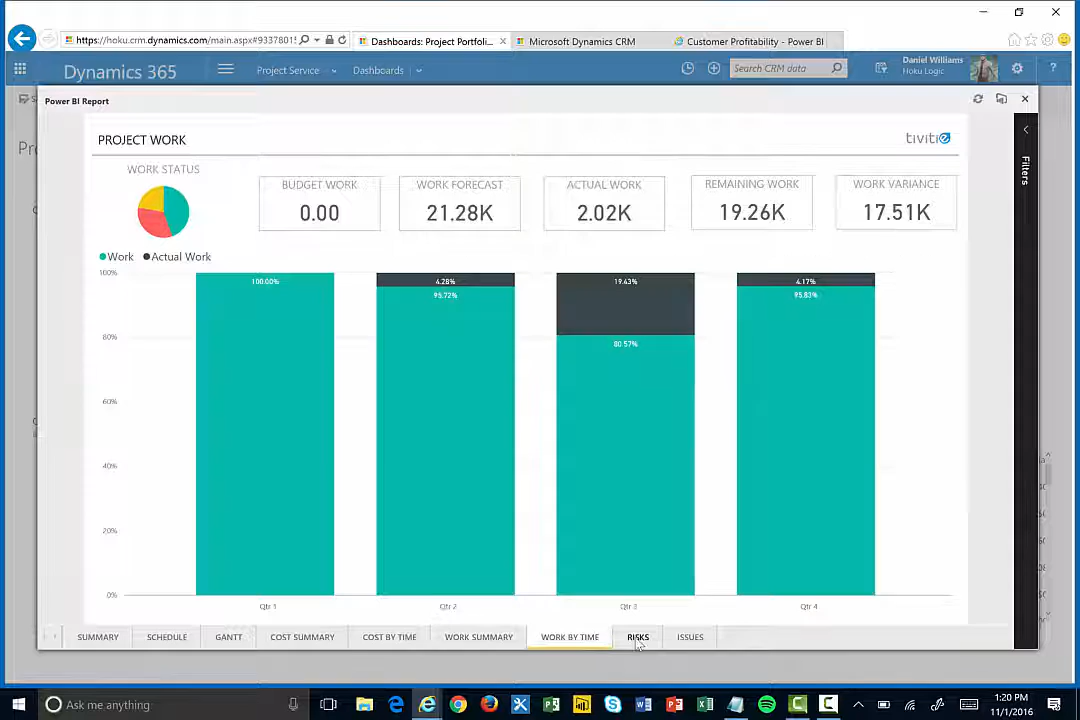 https://hoku.crm.dynamics.com/main.aspx#93378015
Dashboards: Project Portfoli...
Microsoft Dynamics CRM
Customer Profitability - Power BI
Dynamics 365
Project Service
Dashboards
Search CRM data
Daniel Williams
Hoku Logic
Power BI Report
PROJECT WORK
tivitie
Filters
WORK STATUS
BUDGET WORK
0.00
WORK FORECAST
21.28K
ACTUAL WORK
2.02K
REMAINING WORK
19.26K
WORK VARIANCE
17.51K
Work Actual Work
100%
80%
60%
40%
20%
0%
100.00%
4.28%
95.72%
19.43%
80.57%
4.17%
95.83%
Qtr 1
Qtr 2
Qtr 3
Qtr 4
SUMMARY
SCHEDULE
GANTT
COST SUMMARY
COST BY TIME
WORK SUMMARY
WORK BY TIME
RISKS
ISSUES
Ask me anything
1:20 PM
11/1/2016